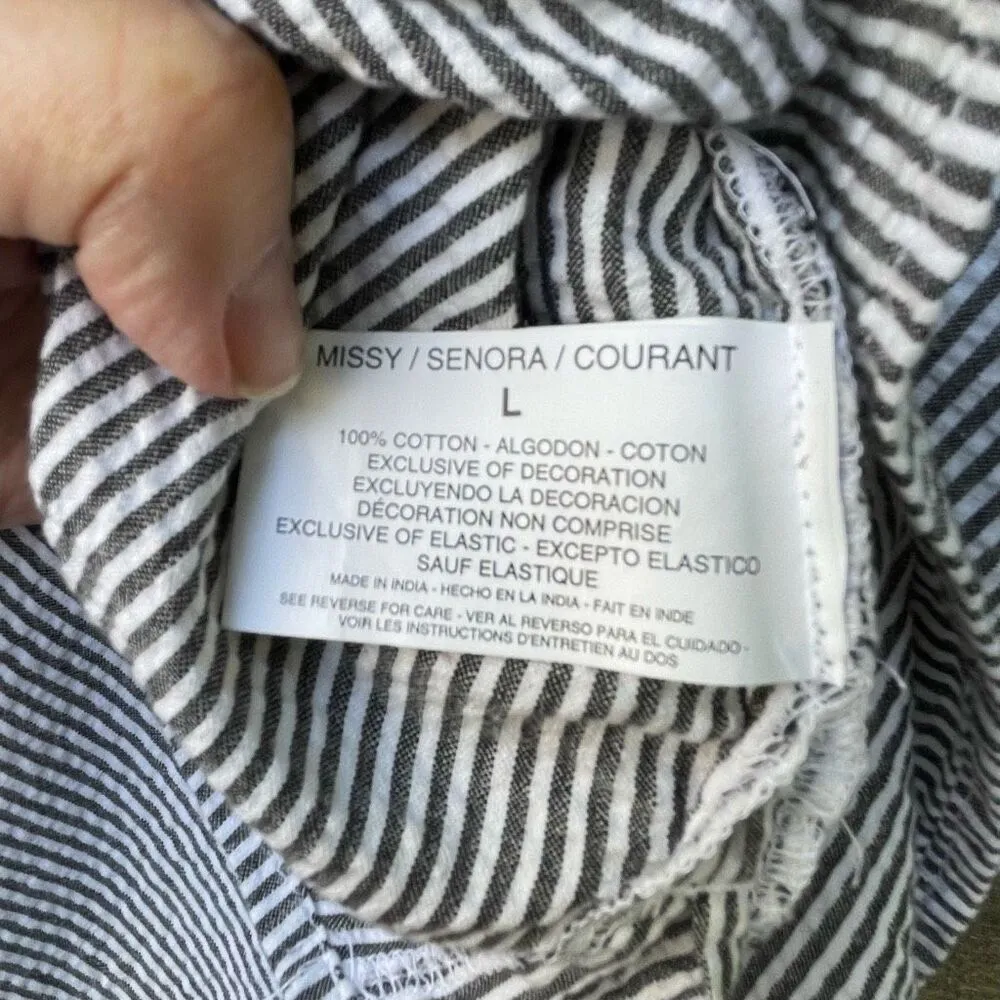 MISSY / SENORA / COURANT
L
100% COTTON - ALGODON - COTON
EXCLUSIVE OF DECORATION
EXCLUYENDO LA DECORACION
DÉCORATION NON COMPRISE
EXCLUSIVE OF ELASTIC - EXCEPTO ELASTICO
SAUF ELASTIQUE
MADE IN INDIA - HECHO EN LA INDIA - FAIT EN INDE
SEE REVERSE FOR CARE - VER AL REVERSO PARA EL CUIDADO -
VOIR LES INSTRUCTIONS D'ENTRETIEN AU DOS